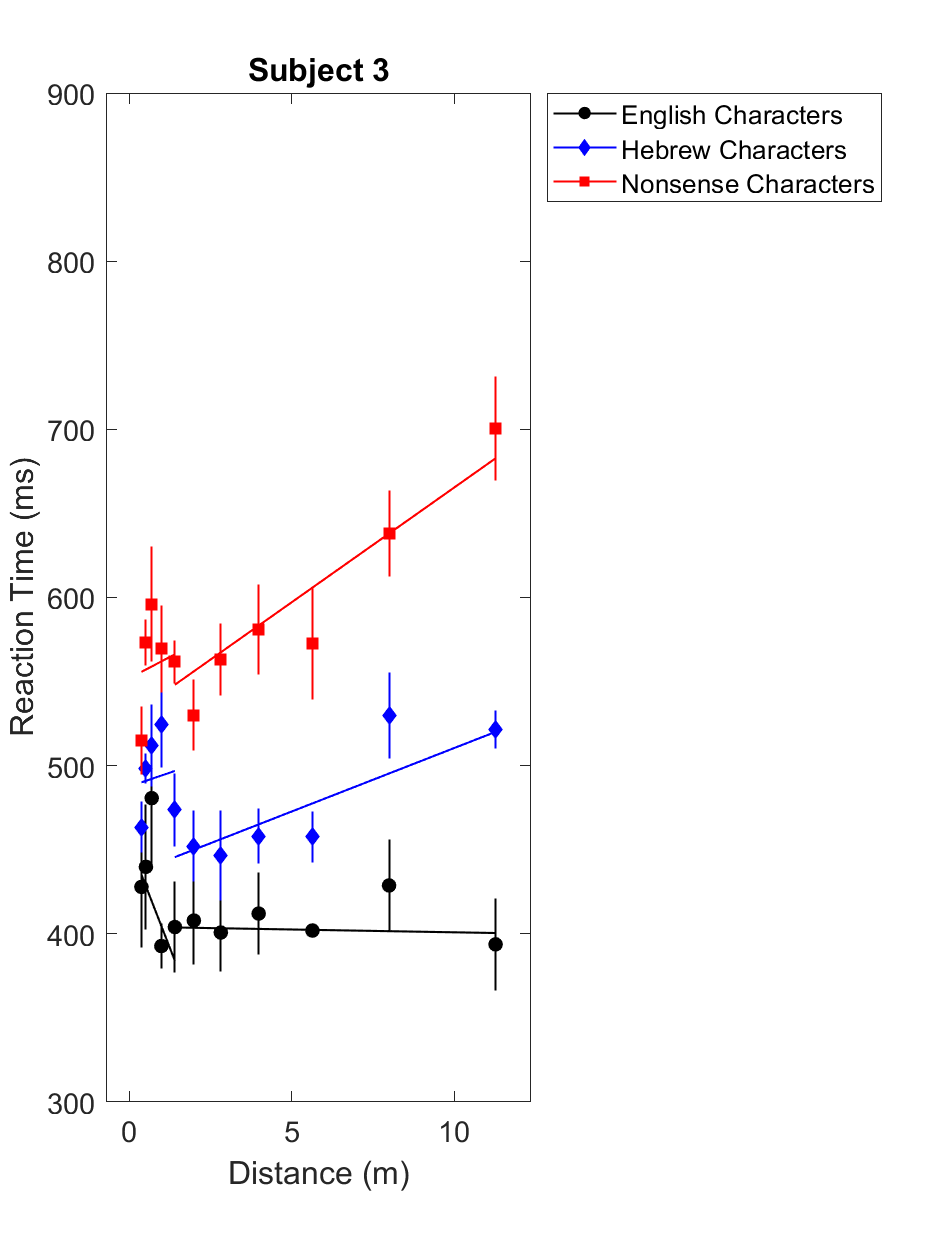 Subject 3
900
800
700
600
500
400
300
0
5
10
Reaction Time (ms)
Distance (m)
English Characters
Hebrew Characters
Nonsense Characters